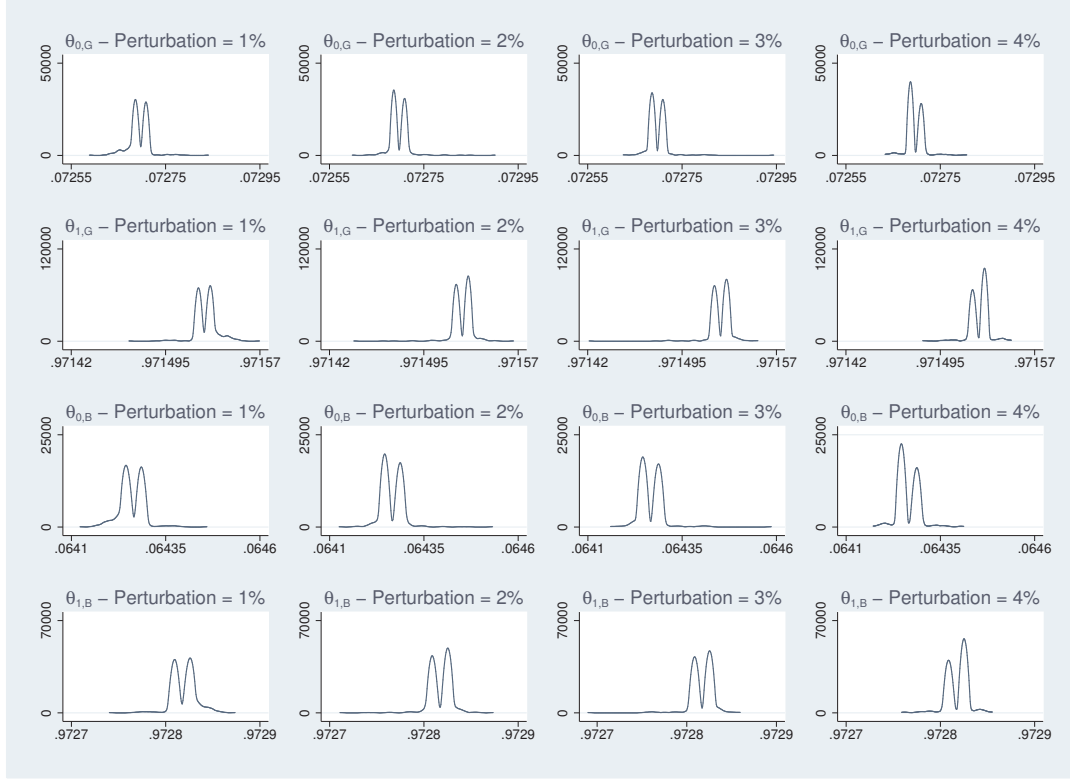 θ0,G – Perturbation = 1%
θ0,G – Perturbation = 2%
θ0,G – Perturbation = 3%
θ0,G – Perturbation = 4%
50000
0
.07255 .07275 .07295
50000
0
.07255 .07275 .07295
50000
0
.07255 .07275 .07295
50000
0
.07255 .07275 .07295
θ1,G – Perturbation = 1%
θ1,G – Perturbation = 2%
θ1,G – Perturbation = 3%
θ1,G – Perturbation = 4%
120000
0
.97142 .971495 .97157
120000
0
.97142 .971495 .97157
120000
0
.97142 .971495 .97157
120000
0
.97142 .971495 .97157
θ0,B – Perturbation = 1%
θ0,B – Perturbation = 2%
θ0,B – Perturbation = 3%
θ0,B – Perturbation = 4%
25000
0
.0641 .06435 .0646
25000
0
.0641 .06435 .0646
25000
0
.0641 .06435 .0646
25000
0
.0641 .06435 .0646
θ1,B – Perturbation = 1%
θ1,B – Perturbation = 2%
θ1,B – Perturbation = 3%
θ1,B – Perturbation = 4%
70000
0
.9727 .9728 .9729
70000
0
.9727 .9728 .9729
70000
0
.9727 .9728 .9729
70000
0
.9727 .9728 .9729